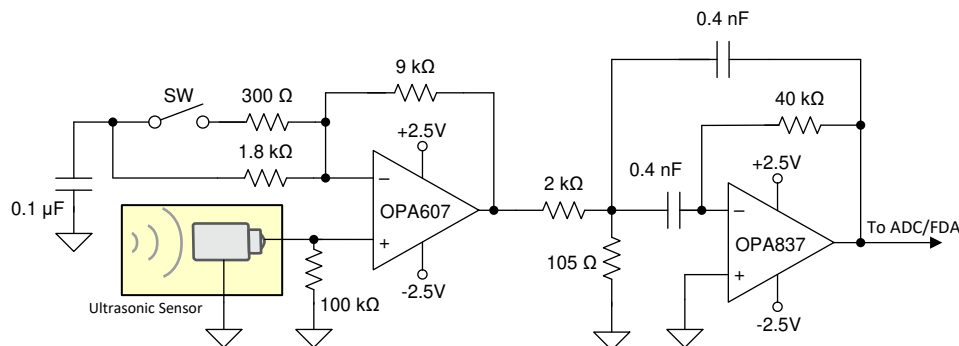 0.4 nF
9 kΩ
SW
300 Ω
+2.5V
40 kΩ
1.8 kΩ
0.4 nF
+2.5V
–
2 kΩ
–
0.1 µF
OPA607
OPA837
To ADC/FDA
+
105 Ω
+
-2.5V
100 kΩ
–2.5V
Ultrasonic Sensor